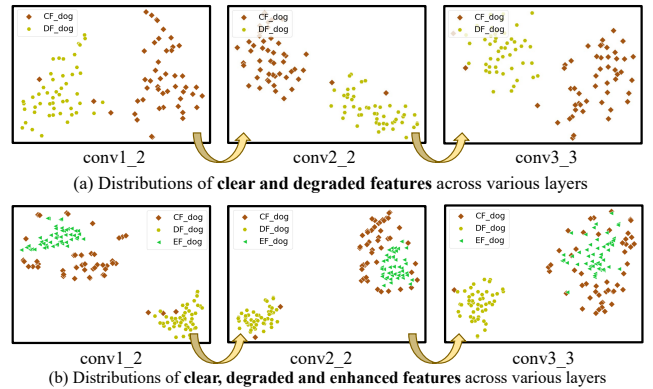 CF_dog
DF_dog
CF_dog
DF_dog
CF_dog
DF_dog
conv1_2
conv2_2
conv3_3
(a) Distributions of clear and degraded features across various layers
CF_dog
DF_dog
EF_dog
CF_dog
DF_dog
EF_dog
CF_dog
DF_dog
EF_dog
conv1_2
conv2_2
conv3_3
(b) Distributions of clear, degraded and enhanced features across various layers